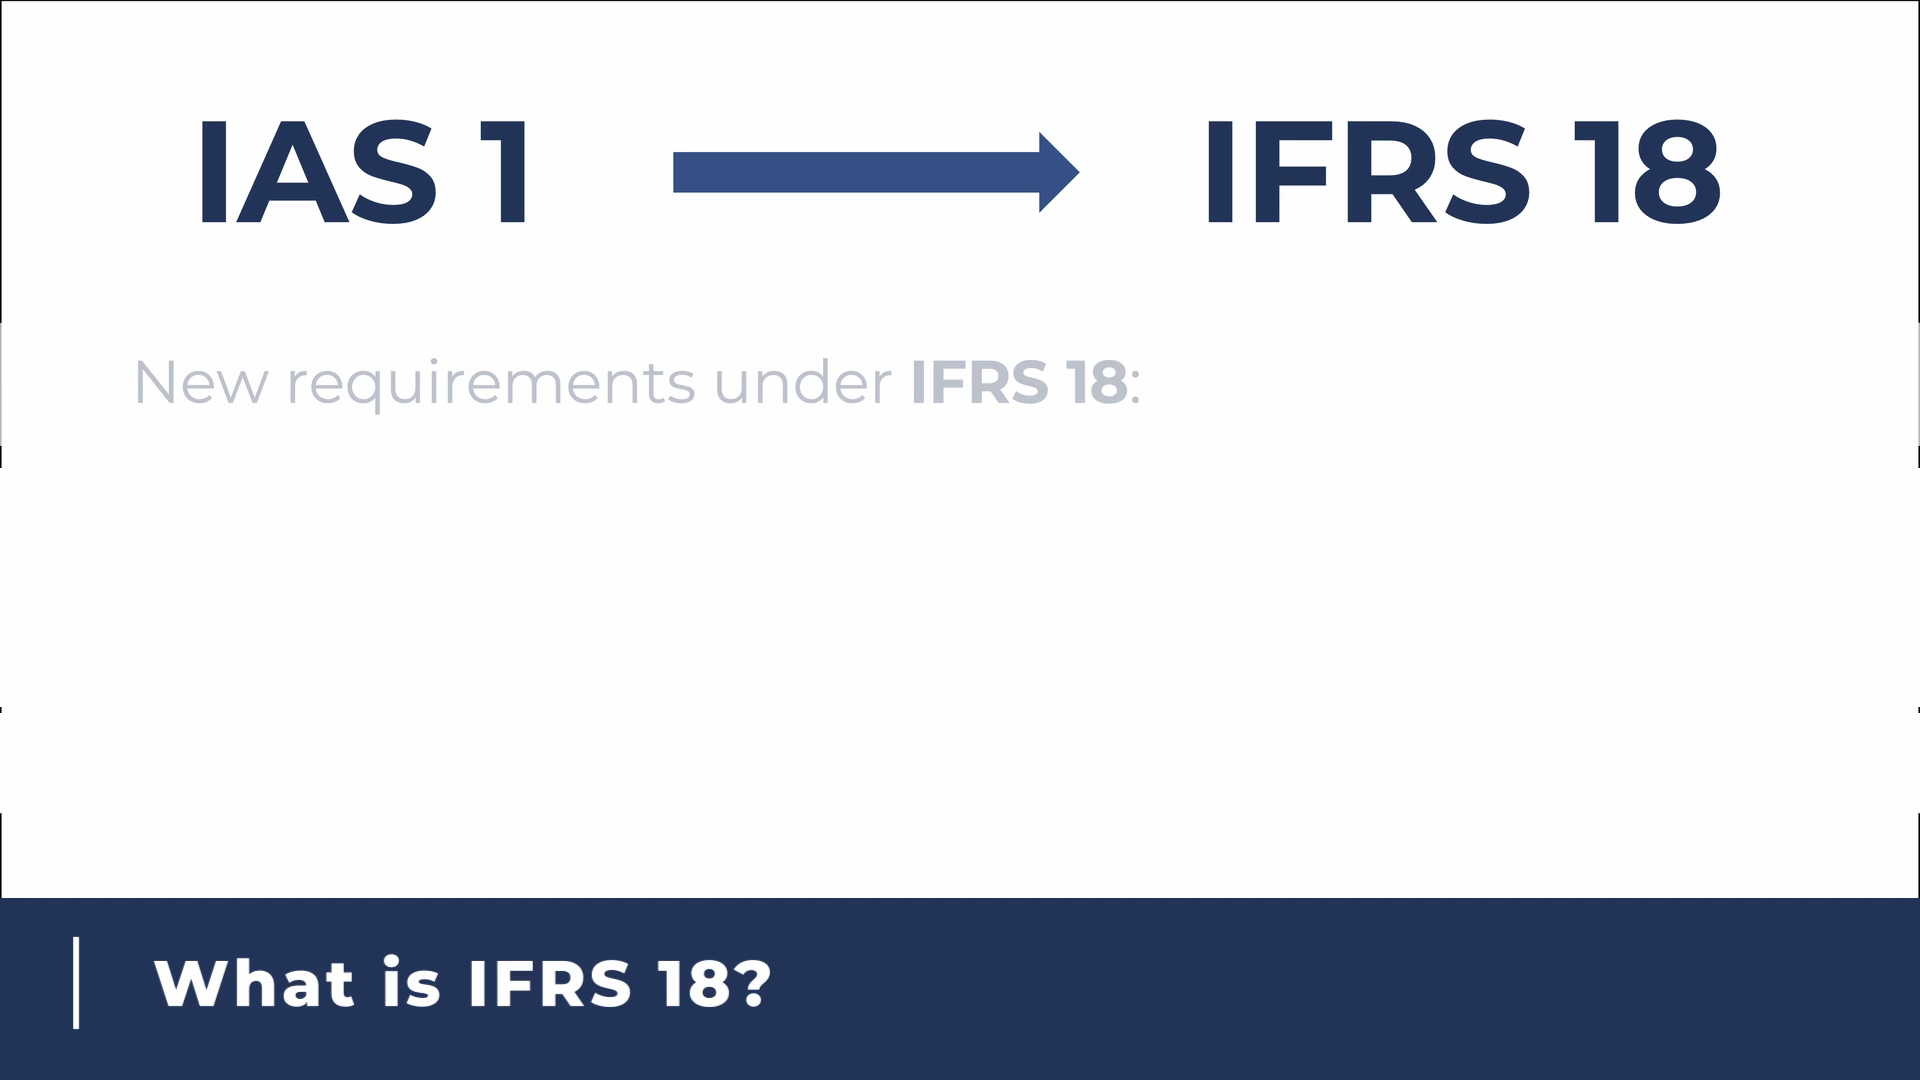 IAS 1 IFRS 18
New requirements under IFRS 18:
What is IFRS 18?